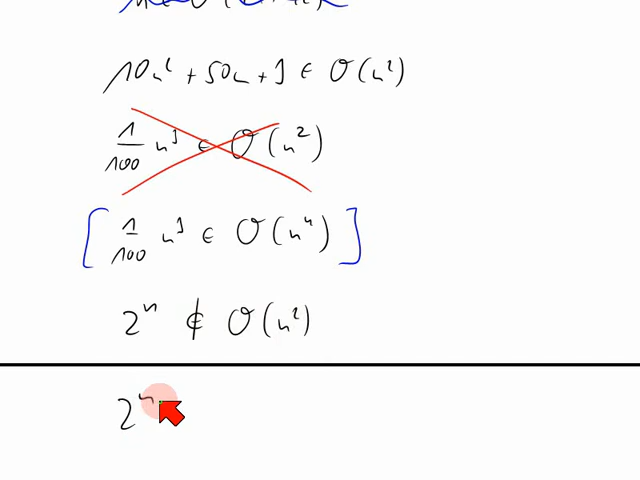 10n² + 50n + 1 ∈ O(n²)
1/100 n³ ∈ O(n²)
[ 1/100 n³ ∈ O(n⁴) ]
2ⁿ ∉ O(n²)
2ⁿ